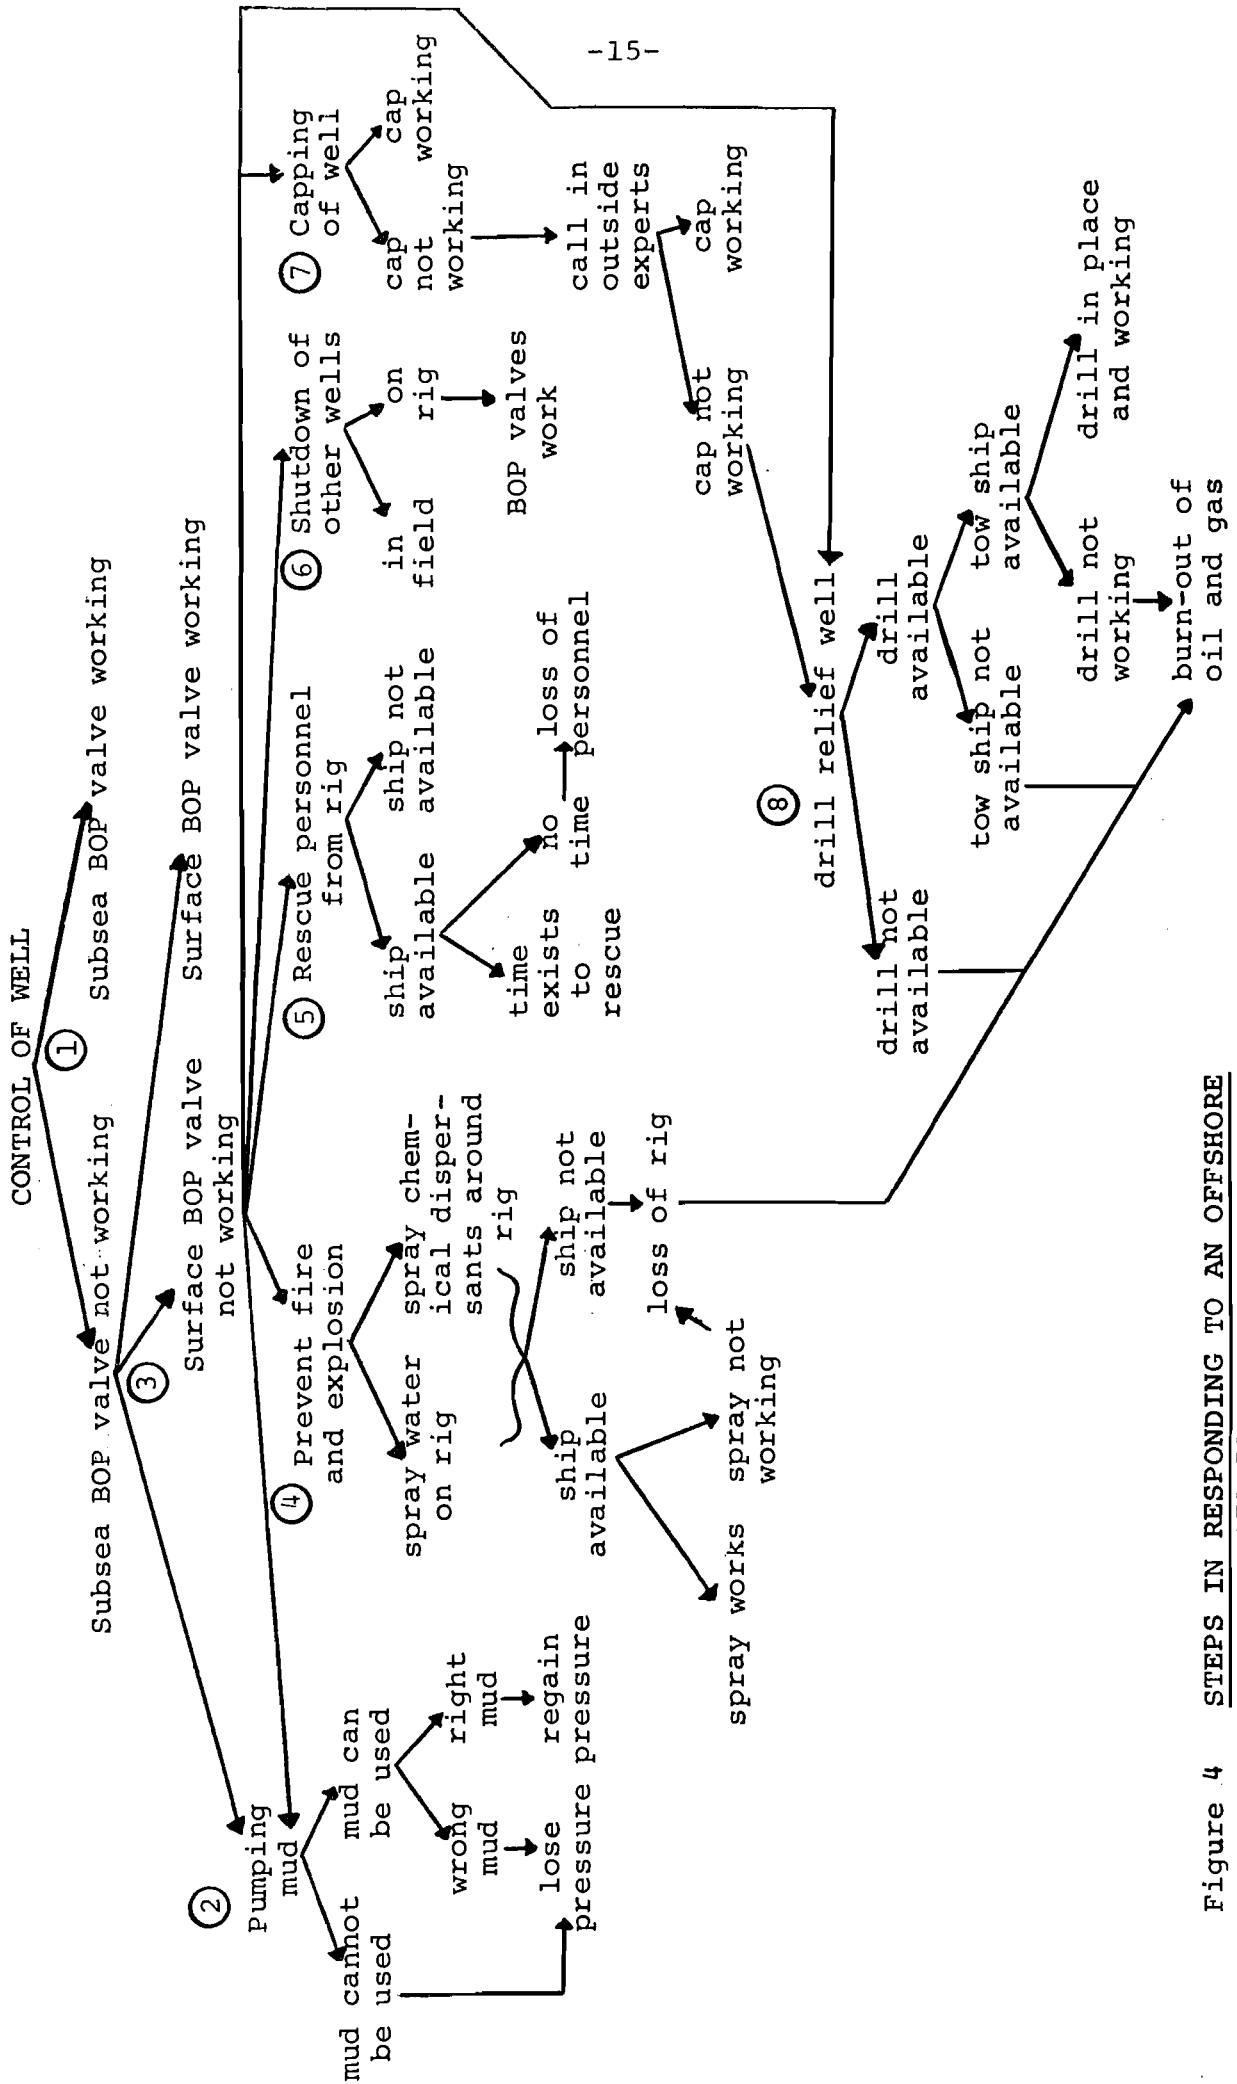 -15-
CONTROL OF WELL
1
Subsea BOP valve not working
Subsea BOP valve working
3
Surface BOP valve
not working
Surface BOP valve working
2
Pumping
mud
mud cannot
be used
mud can
be used
wrong
mud
right
mud
lose
pressure
regain
pressure
4
Prevent fire
and explosion
spray water
on rig
spray chem-
ical disper-
sants around
rig
ship
available
ship not
available
loss of rig
spray works
spray not
working
5
Rescue personnel
from rig
ship
available
ship not
available
time
exists
to
rescue
no
time
loss of
personnel
6
Shutdown of
other wells
in
field
on
rig
BOP valves
work
7
Capping
of well
cap
not
working
cap
working
call in
outside
experts
cap not
working
cap
working
8
drill relief well
drill not
available
drill
available
tow ship not
available
tow ship
available
drill not
working
drill in place
and working
burn-out of
oil and gas
Figure 4 STEPS IN RESPONDING TO AN OFFSHORE